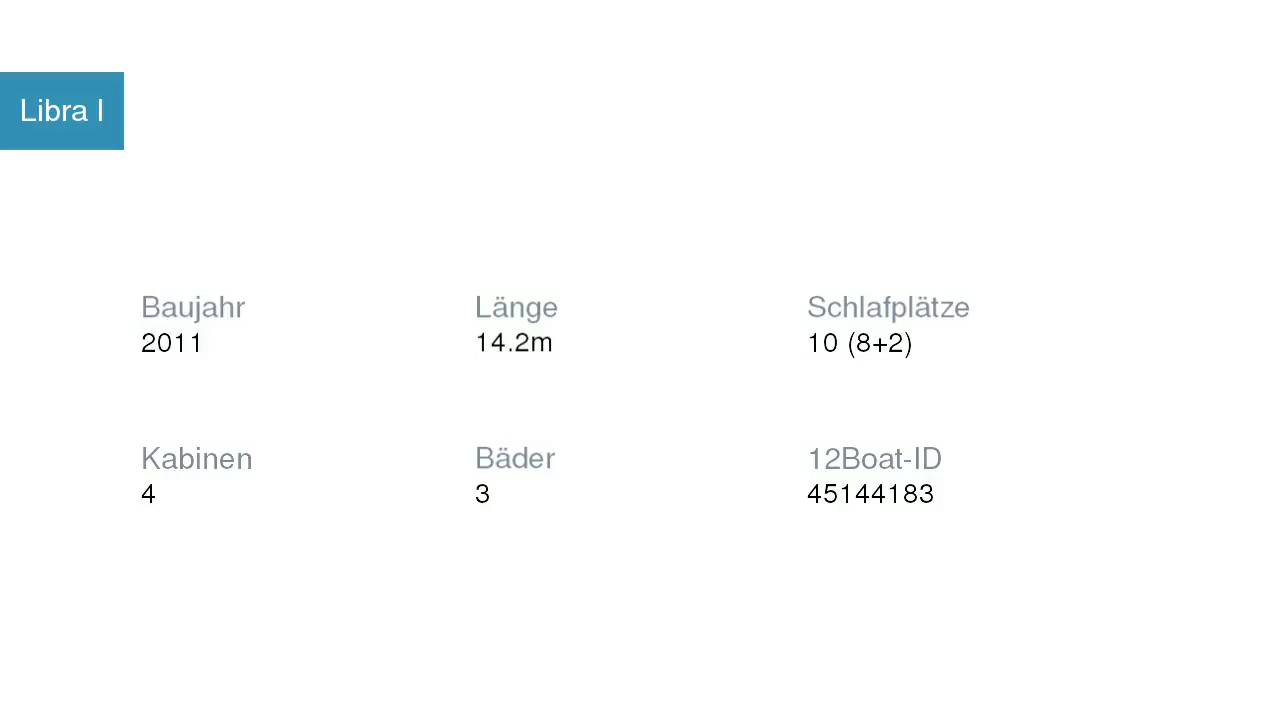 Libra I
Baujahr
2011
Länge
14.2m
Schlafplätze
10 (8+2)
Kabinen
4
Bäder
3
12Boat-ID
45144183